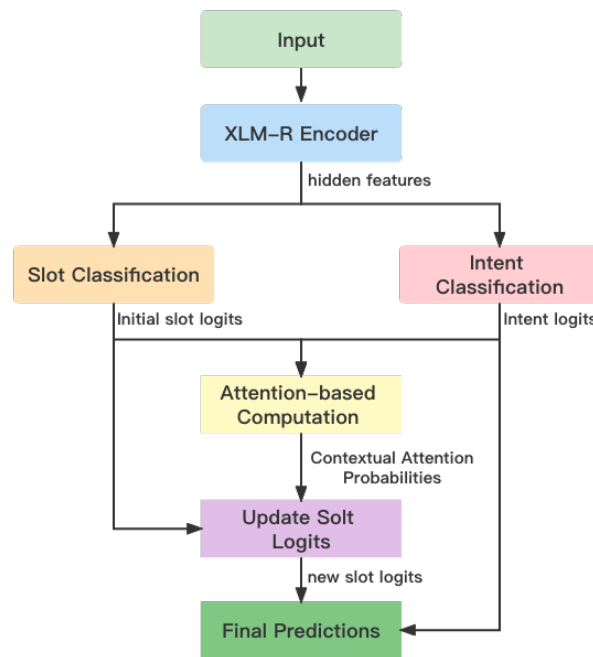 Input
XLM-R Encoder
hidden features
Slot Classification
Intent
Classification
Initial slot logits
Intent logits
Attention-based
Computation
Contextual Attention
Probabilities
Update Solt
Logits
new slot logits
Final Predictions